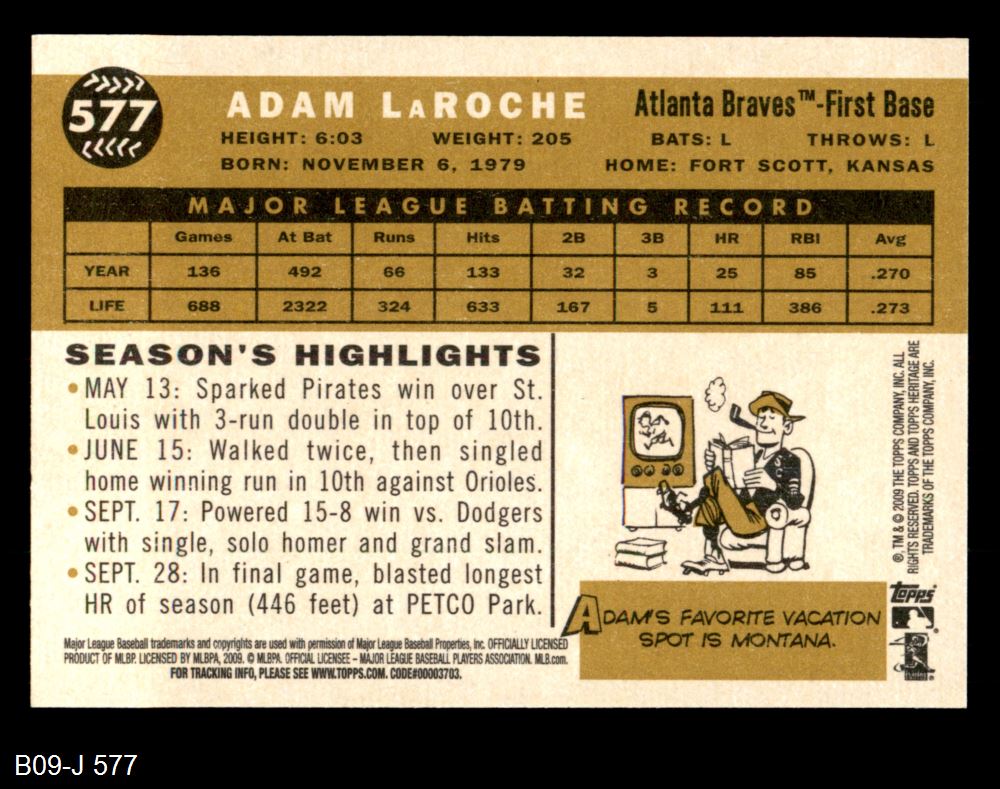 577
ADAM LaROCHE
Atlanta Braves™-First Base
HEIGHT: 6:03 WEIGHT: 205 BATS: L THROWS: L
BORN: NOVEMBER 6, 1979 HOME: FORT SCOTT, KANSAS
MAJOR LEAGUE BATTING RECORD
Games At Bat Runs Hits 2B 3B HR RBI Avg
YEAR 136 492 66 133 32 3 25 85 .270
LIFE 688 2322 324 633 167 5 111 386 .273
SEASON'S HIGHLIGHTS
• MAY 13: Sparked Pirates win over St.
Louis with 3-run double in top of 10th.
• JUNE 15: Walked twice, then singled
home winning run in 10th against Orioles.
• SEPT. 17: Powered 15-8 win vs. Dodgers
with single, solo homer and grand slam.
• SEPT. 28: In final game, blasted longest
HR of season (446 feet) at PETCO Park.
Major League Baseball trademarks and copyrights are used with permission of Major League Baseball Properties, Inc. OFFICIALLY LICENSED
PRODUCT OF MLBP. LICENSED BY MLBPA, 2009. © MLBPA. OFFICIAL LICENSEE – MAJOR LEAGUE BASEBALL PLAYERS ASSOCIATION. MLB.com.
FOR TRACKING INFO, PLEASE SEE WWW.TOPPS.COM. CODE#00003703.
ADAM'S FAVORITE VACATION
SPOT IS MONTANA.
®, TM & © 2009 THE TOPPS COMPANY, INC. ALL
RIGHTS RESERVED. TOPPS AND TOPPS HERITAGE ARE
TRADEMARKS OF THE TOPPS COMPANY, INC.
Topps
B09-J 577